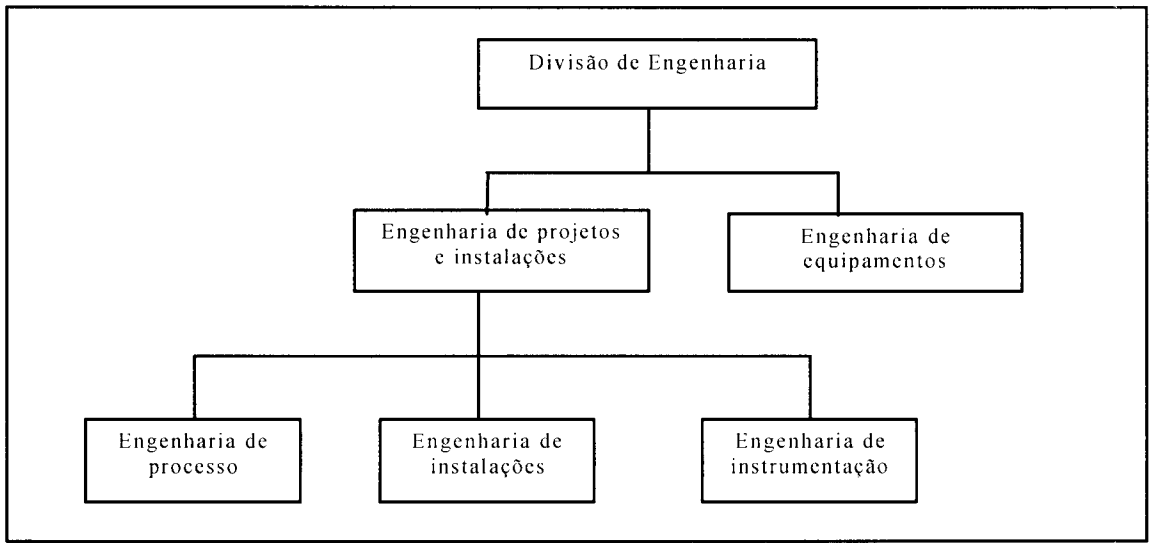 Divisão de Engenharia
Engenharia de projetos
e instalações
Engenharia de
equipamentos
Engenharia de
processo
Engenharia de
instalações
Engenharia de
instrumentação